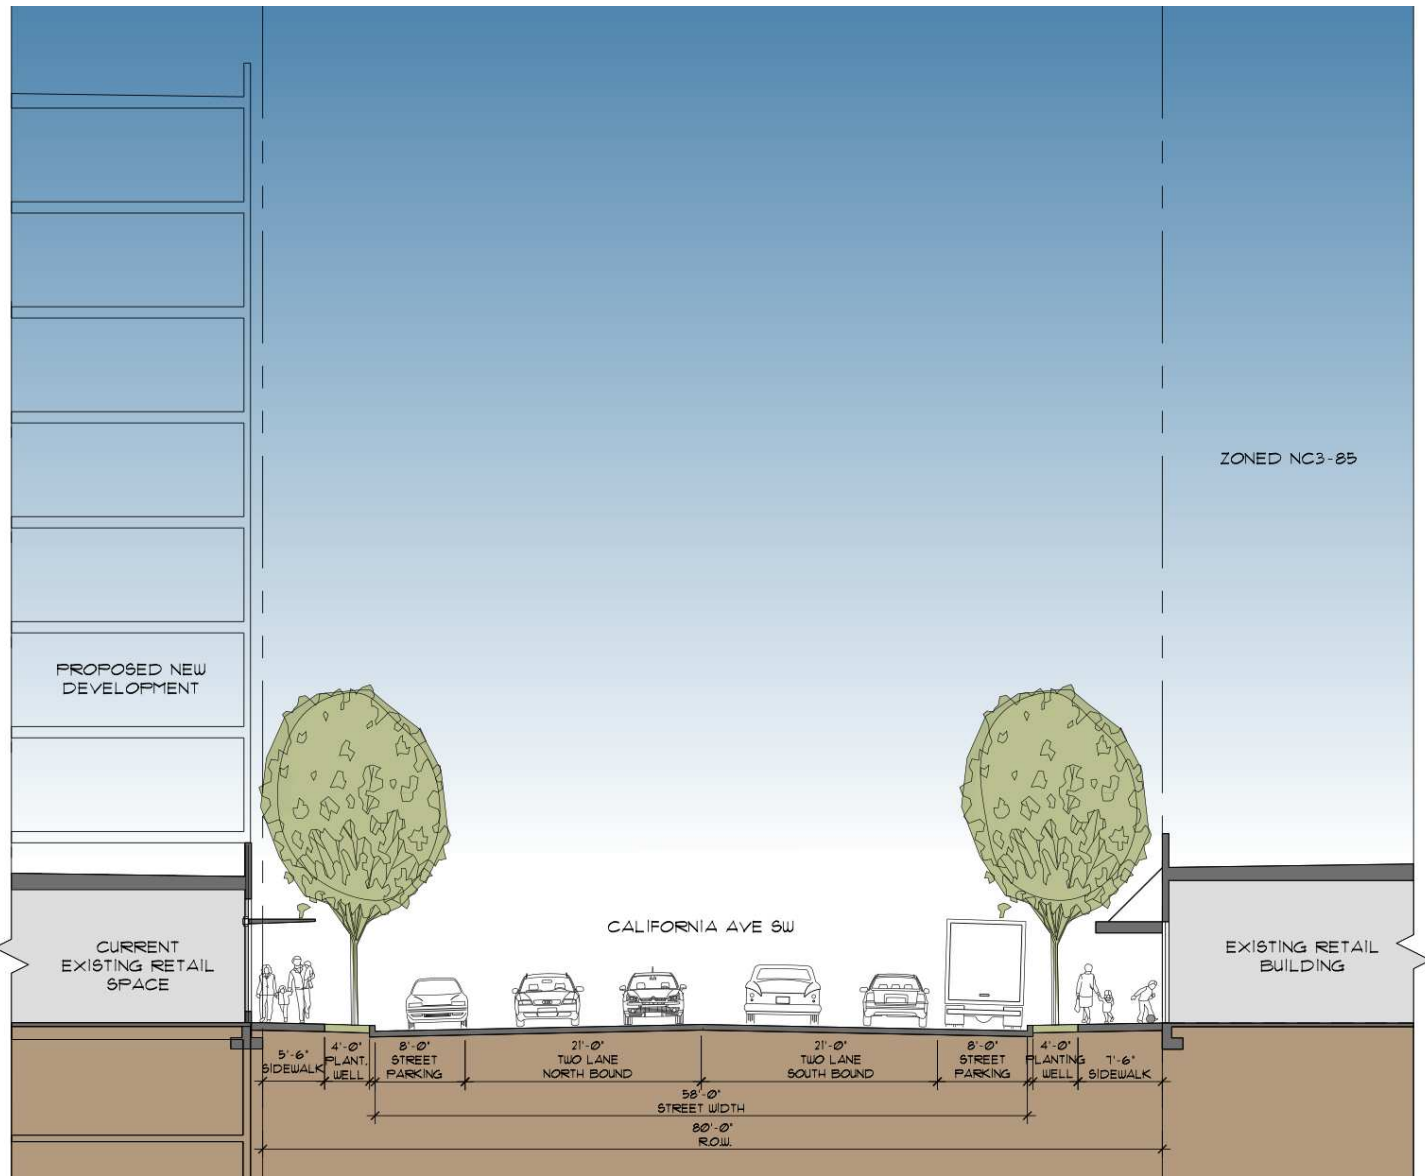 ZONED NC3-85
PROPOSED NEW
DEVELOPMENT
CALIFORNIA AVE SW
CURRENT
EXISTING RETAIL
SPACE
EXISTING RETAIL
BUILDING
5'-6"
SIDEWALK
4'-0"
PLANT.
WELL
8'-0"
STREET
PARKING
21'-0"
TWO LANE
NORTH BOUND
21'-0"
TWO LANE
SOUTH BOUND
8'-0"
STREET
PARKING
4'-0"
PLANTING
WELL
7'-6"
SIDEWALK
58'-0"
STREET WIDTH
80'-0"
R.O.W.